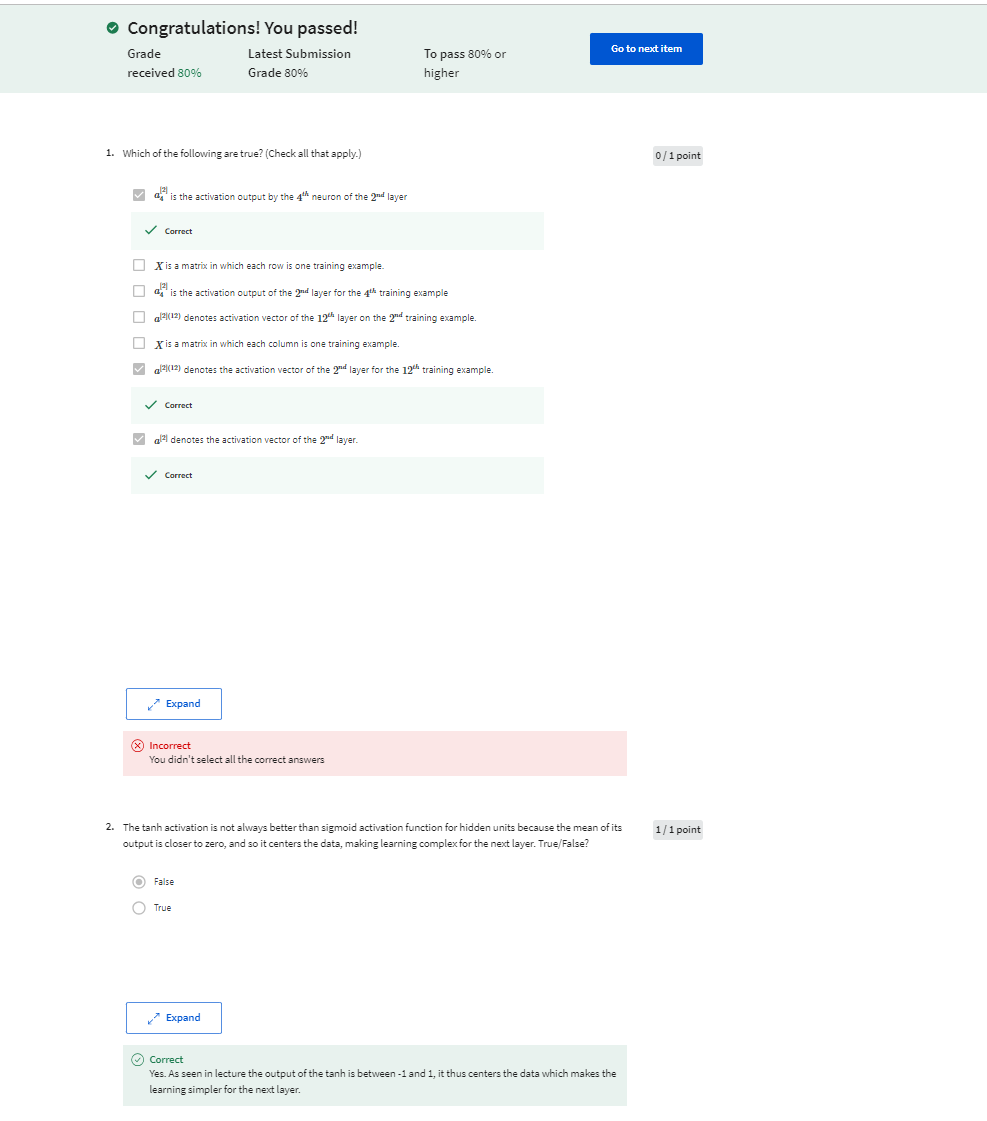 Congratulations! You passed!
Grade
received 80%
Latest Submission
Grade 80%
To pass 80% or
higher
Go to next item
1. Which of the following are true? (Check all that apply.)
0 / 1 point
a₄^[2] is the activation output by the 4^th neuron of the 2^nd layer
Correct
X is a matrix in which each row is one training example.
a₄^[2] is the activation output of the 2^nd layer for the 4^th training example
a^[2](12) denotes activation vector of the 12^th layer on the 2^nd training example.
X is a matrix in which each column is one training example.
a^[2](12) denotes the activation vector of the 2^nd layer for the 12^th training example.
Correct
a^[2] denotes the activation vector of the 2^nd layer.
Correct
Expand
Incorrect
You didn't select all the correct answers
2. The tanh activation is not always better than sigmoid activation function for hidden units because the mean of its
output is closer to zero, and so it centers the data, making learning complex for the next layer. True/False?
1 / 1 point
False
True
Expand
Correct
Yes. As seen in lecture the output of the tanh is between -1 and 1, it thus centers the data which makes the
learning simpler for the next layer.